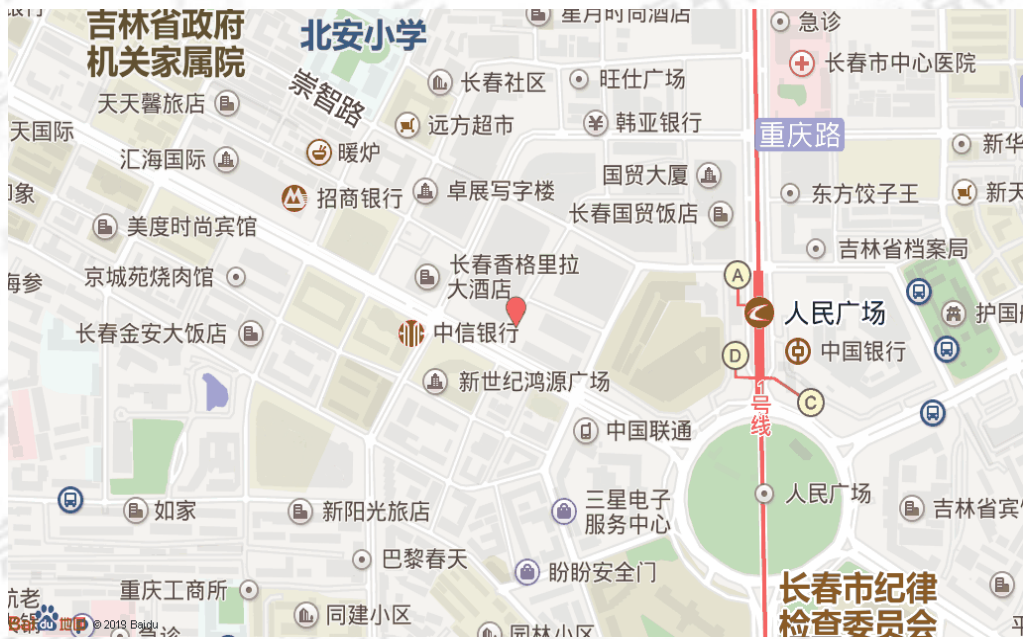 星月时尚酒店
急诊
吉林省政府
机关家属院
北安小学
长春市中心医院
长春社区
旺仕广场
崇智路
天天馨旅店
远方超市
韩亚银行
重庆路
天国际
新华
汇海国际
暖炉
国贸大厦
招商银行
卓展写字楼
东方饺子王
新天
长春国贸饭店
美度时尚宾馆
吉林省档案局
长春香格里拉
大酒店
京城苑烧肉馆
海参
A
人民广场
护国
长春金安大饭店
中信银行
D
中国银行
新世纪鸿源广场
1号线
C
中国联通
人民广场
三星电子
服务中心
如家
新阳光旅店
吉林省宾
巴黎春天
盼盼安全门
重庆工商所
长春市纪律
检查委员会
同建小区
园林小区
Bai du 地图
© 2019 Baidu
急诊